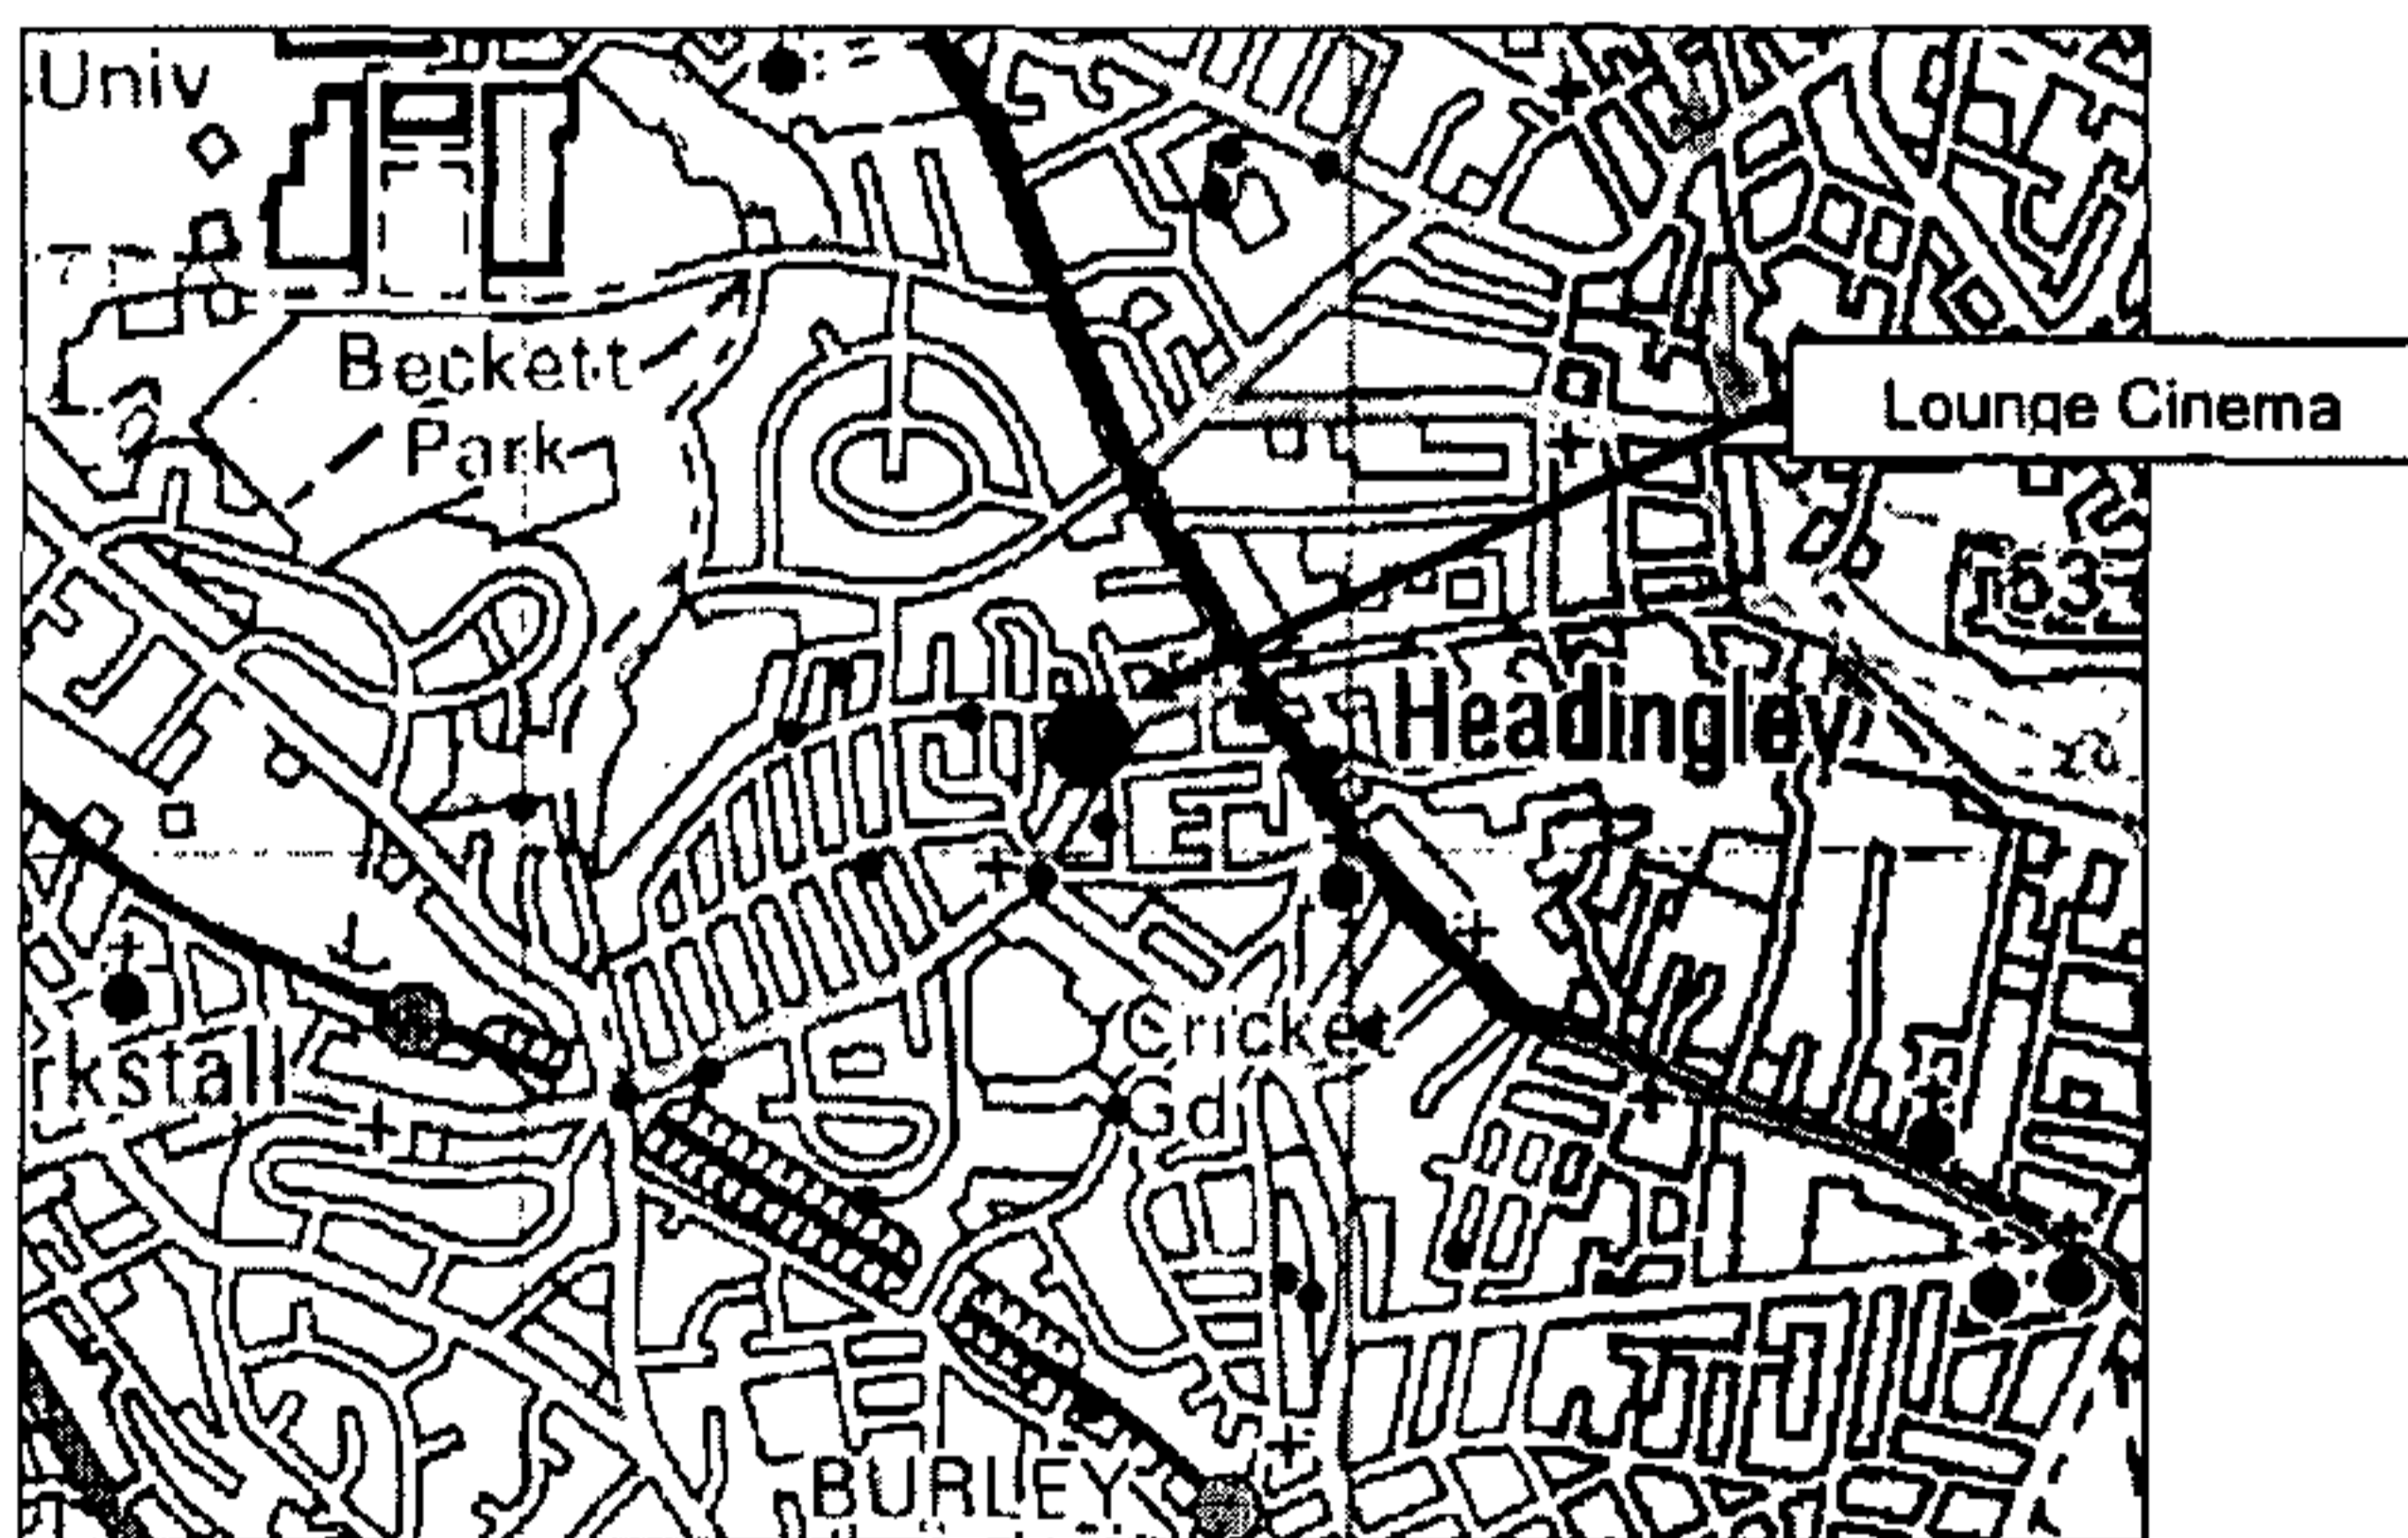 Univ
Beckett
Park
Lounge Cinema
Headingley
Cricket
Gd
rkstall
BURLEY